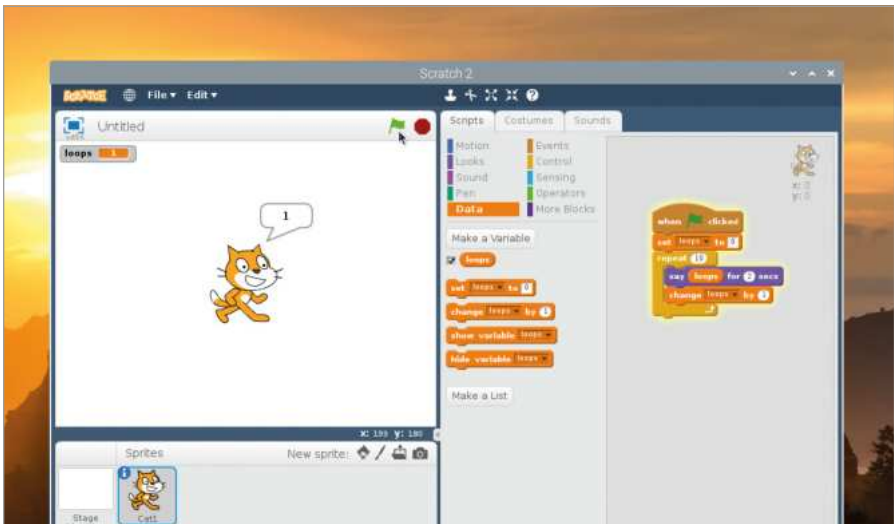 Scratch 2
SCRATCH File Edit
Untitled
loops 1
1
x: 199 y: 180
Sprites New sprite:
Stage Cat1
Scripts Costumes Sounds
Motion Events
Looks Control
Sound Sensing
Pen Operators
Data More Blocks
Make a Variable
loops
set loops to 0
change loops by 1
show variable loops
hide variable loops
Make a List
x: 0
y: 0
when clicked
set loops to 0
repeat 10
say loops for 2 secs
change loops by 1